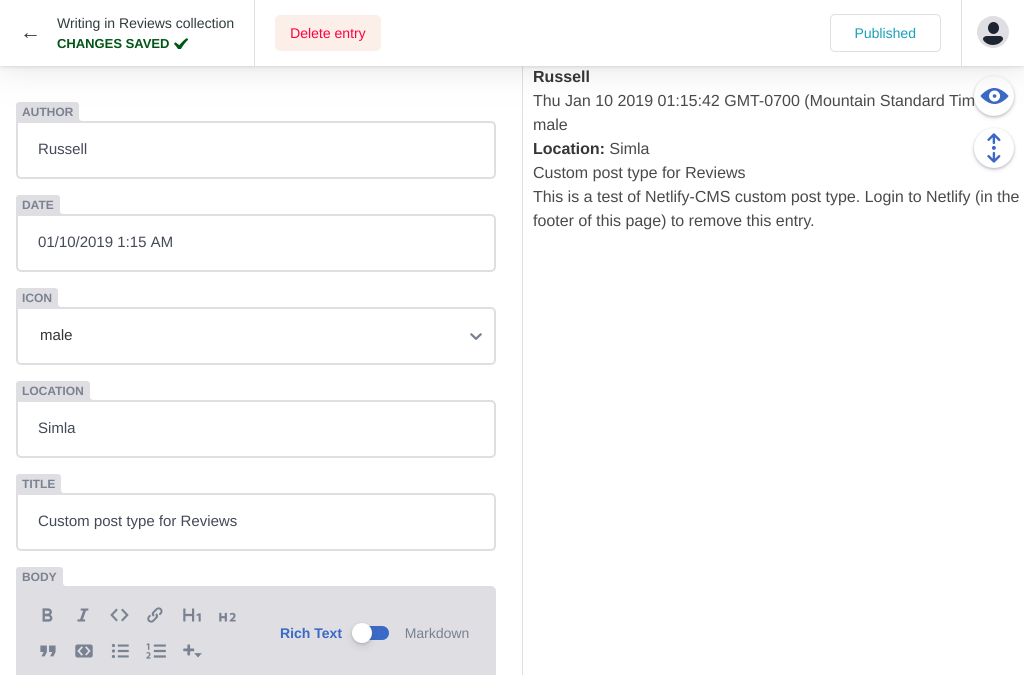 ← Writing in Reviews collection
CHANGES SAVED
Delete entry
Published
AUTHOR
Russell
DATE
01/10/2019 1:15 AM
ICON
male
LOCATION
Simla
TITLE
Custom post type for Reviews
BODY
B I <> H1 H2
Rich Text Markdown
Russell
Thu Jan 10 2019 01:15:42 GMT-0700 (Mountain Standard Tim
male
Location: Simla
Custom post type for Reviews
This is a test of Netlify-CMS custom post type. Login to Netlify (in the
footer of this page) to remove this entry.